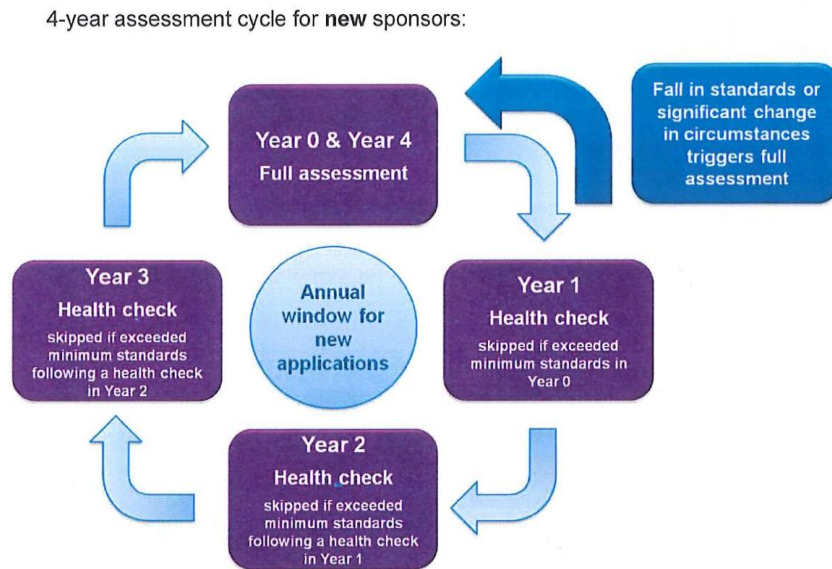 4-year assessment cycle for new sponsors:
Year 0 & Year 4
Full assessment
Fall in standards or
significant change
in circumstances
triggers full
assessment
Year 1
Health check
skipped if exceeded
minimum standards in
Year 0
Year 2
Health check
skipped if exceeded
minimum standards
following a health check
in Year 1
Year 3
Health check
skipped if exceeded
minimum standards
following a health check
in Year 2
Annual
window for
new
applications